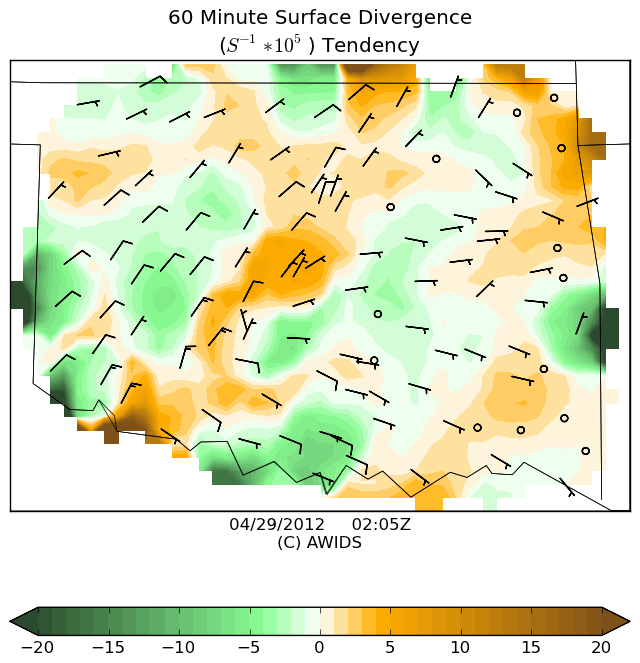 60 Minute Surface Divergence
(S⁻¹ * 10⁵ ) Tendency
04/29/2012 02:05Z
(C) AWIDS
−20 −15 −10 −5 0 5 10 15 20